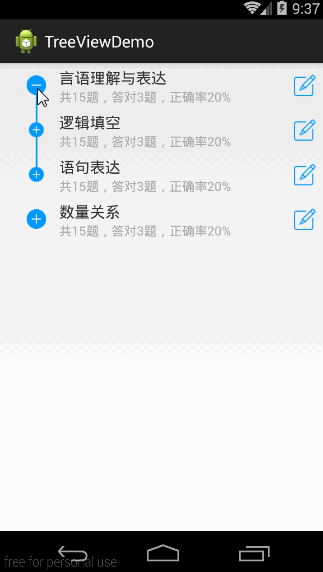 9:37
TreeViewDemo
言语理解与表达
共15题，答对3题，正确率20%
逻辑填空
共15题，答对3题，正确率20%
语句表达
共15题，答对3题，正确率20%
数量关系
共15题，答对3题，正确率20%
free for personal use